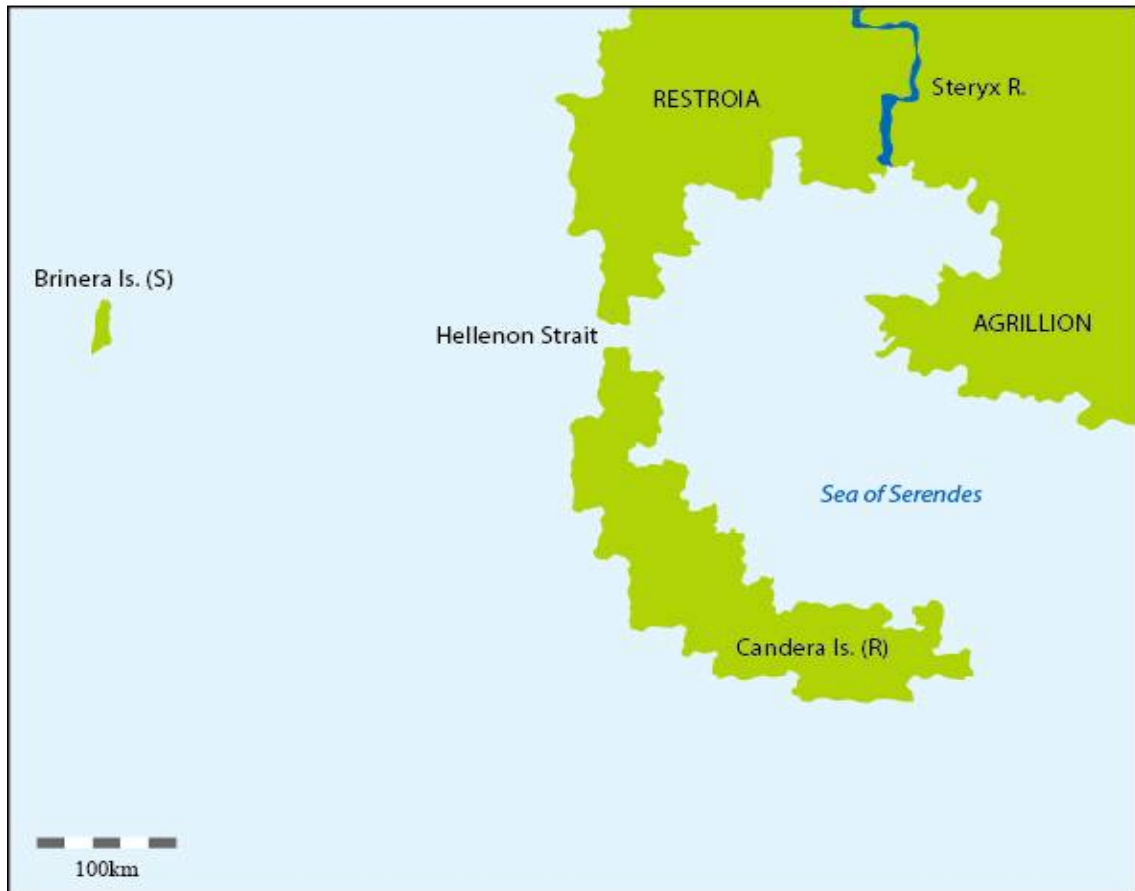 Steryx R.
RESTROIA
Brinera Is. (S)
Hellenon Strait
AGRILLION
Sea of Serendes
Candera Is. (R)
100km